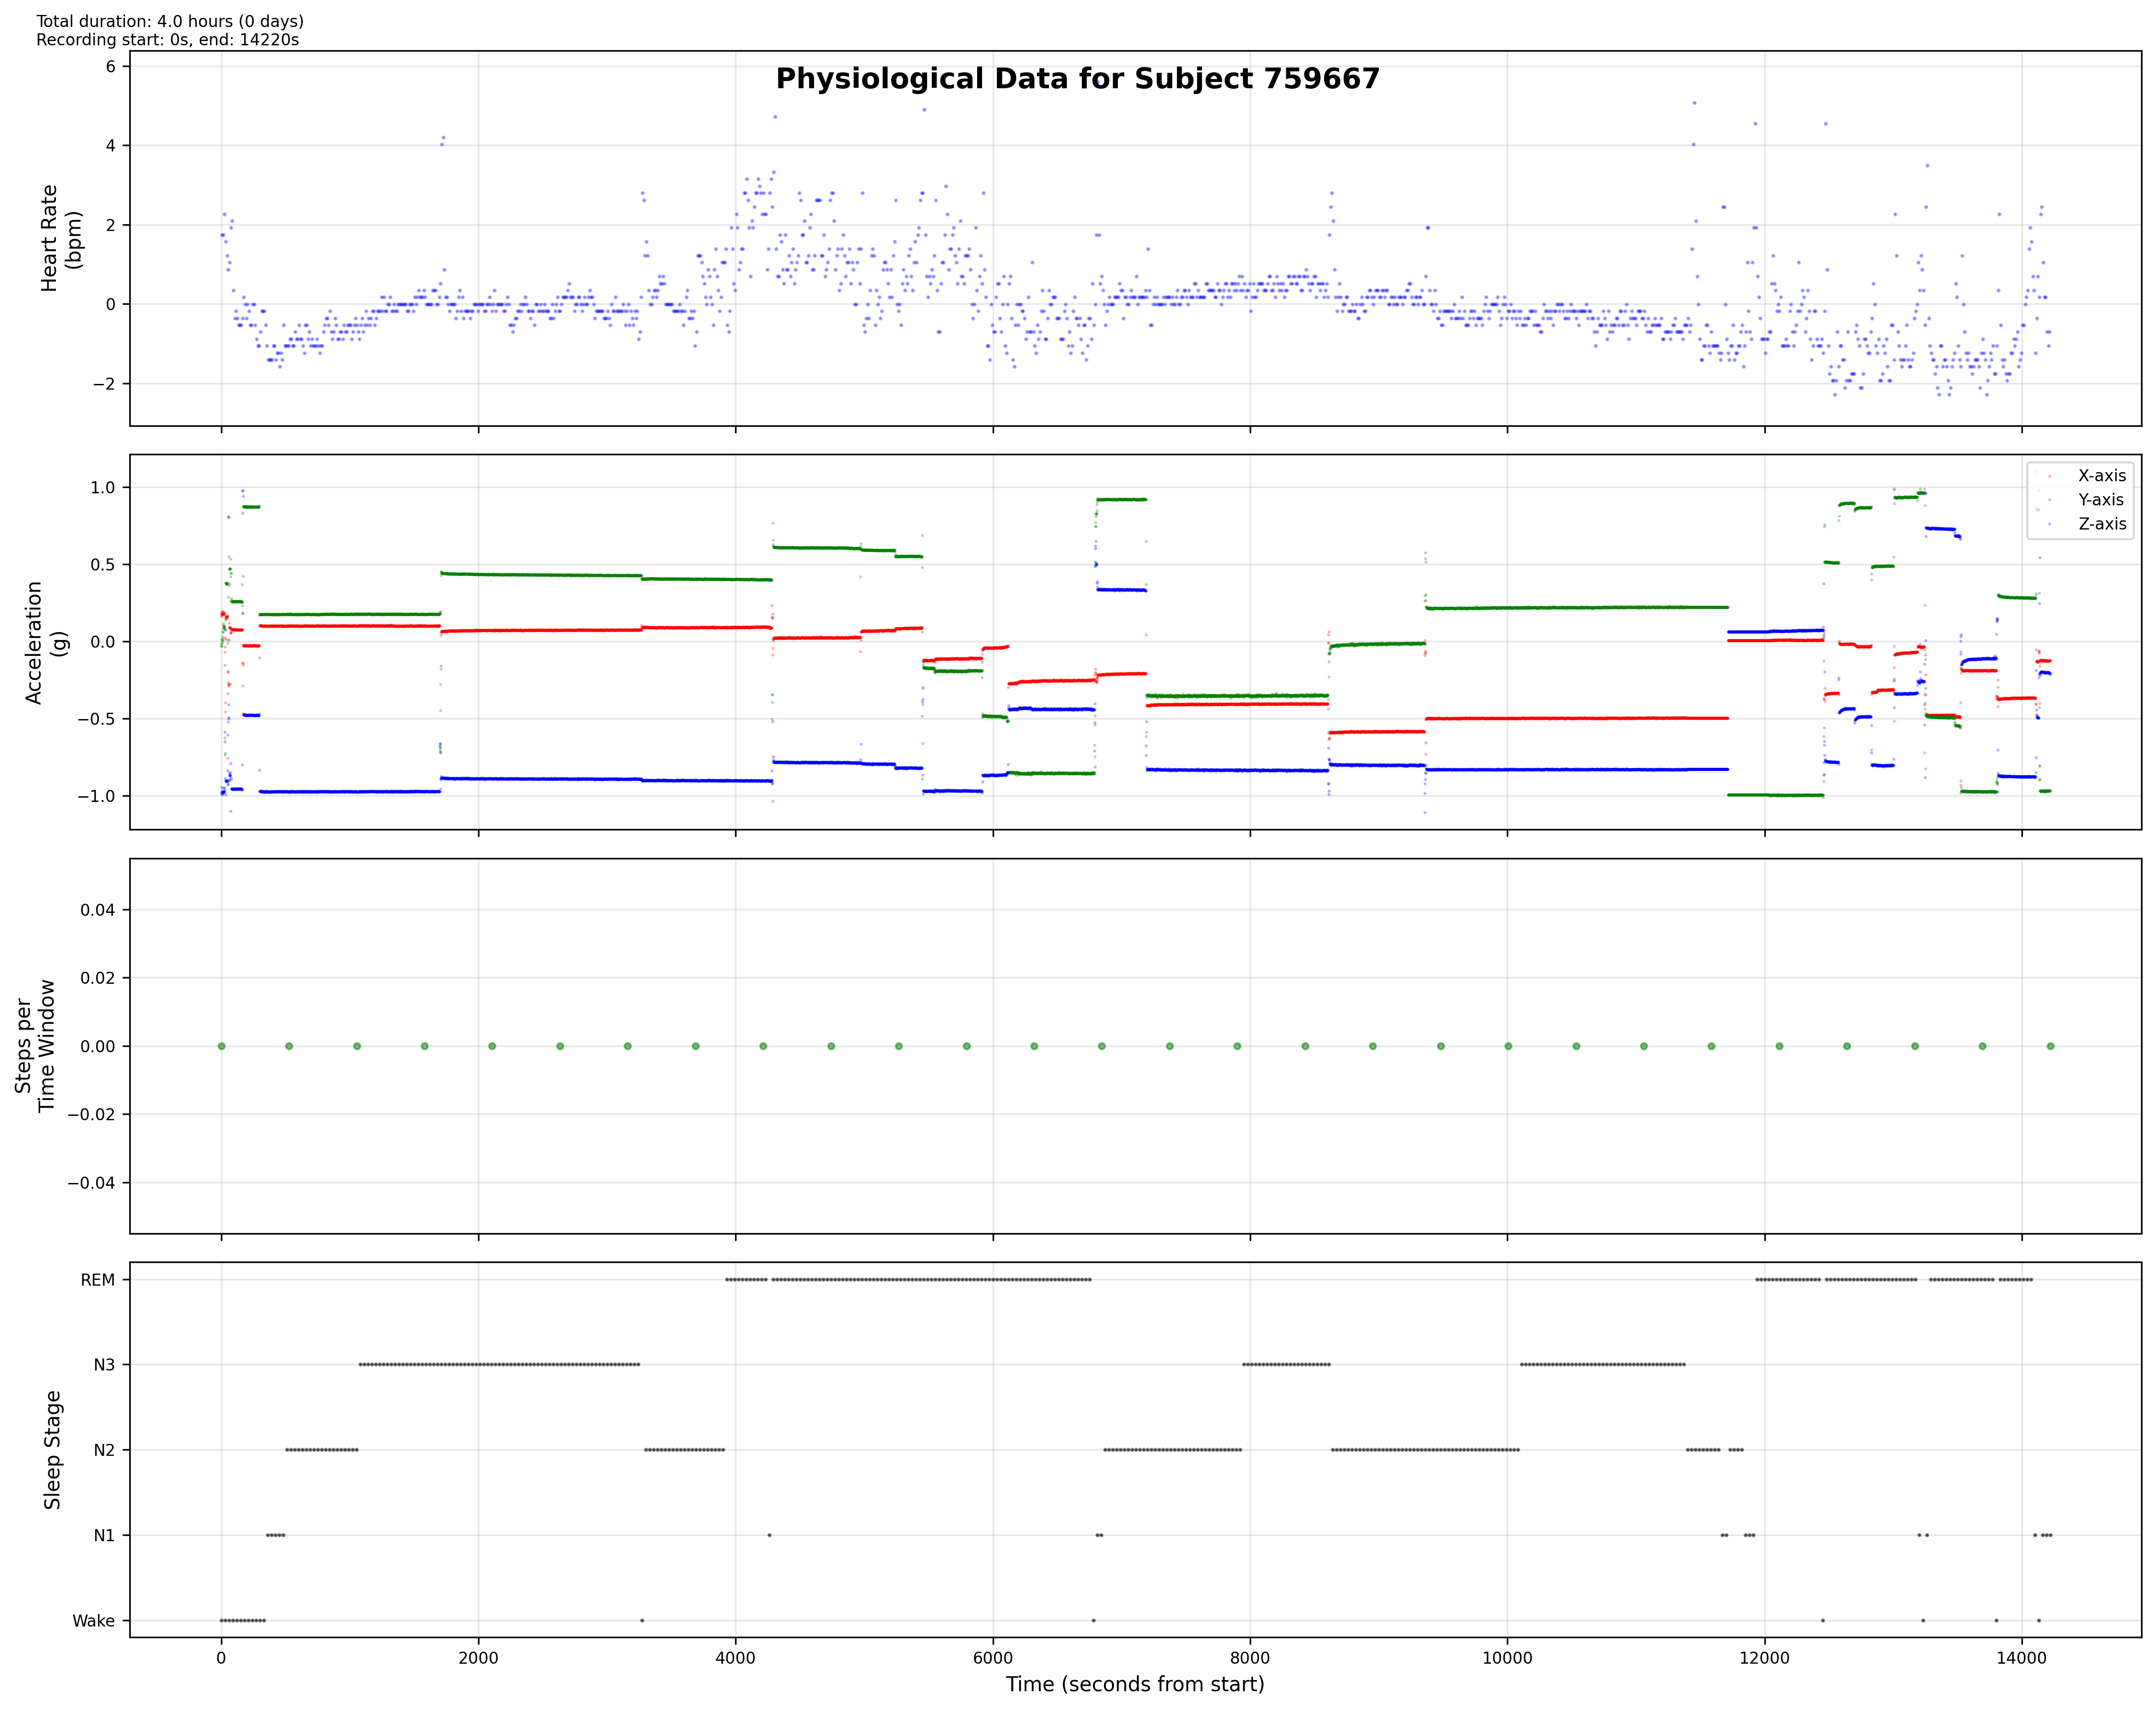 Total duration: 4.0 hours (0 days)
Recording start: 0s, end: 14220s
Physiological Data for Subject 759667
Heart Rate
(bpm)
6
4
2
0
−2
Acceleration
(g)
1.0
0.5
0.0
−0.5
−1.0
X-axis
Y-axis
Z-axis
Steps per
Time Window
0.04
0.02
0.00
−0.02
−0.04
Sleep Stage
REM
N3
N2
N1
Wake
0
2000
4000
6000
8000
10000
12000
14000
Time (seconds from start)